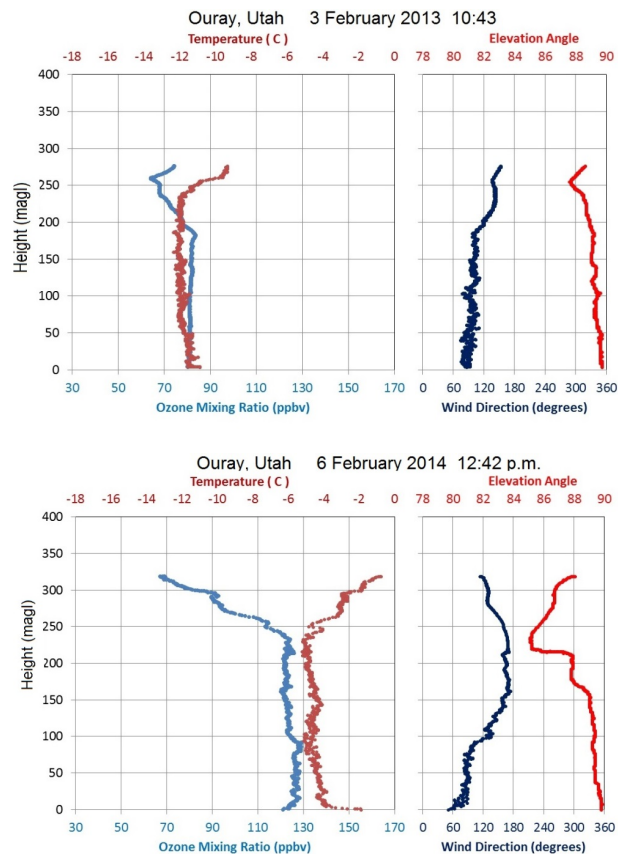 Ouray, Utah 3 February 2013 10:43
Temperature ( C )
Elevation Angle
-18 -16 -14 -12 -10 -8 -6 -4 -2 0
78 80 82 84 86 88 90
400
350
300
250
200
150
100
50
0
Height (magl)
30 50 70 90 110 130 150 170
0 60 120 180 240 300 360
Ozone Mixing Ratio (ppbv)
Wind Direction (degrees)
Ouray, Utah 6 February 2014 12:42 p.m.
Temperature ( C )
Elevation Angle
-18 -16 -14 -12 -10 -8 -6 -4 -2 0
78 80 82 84 86 88 90
400
350
300
250
200
150
100
50
0
Height (magl)
30 50 70 90 110 130 150 170
0 60 120 180 240 300 360
Ozone Mixing Ratio (ppbv)
Wind Direction (degrees)